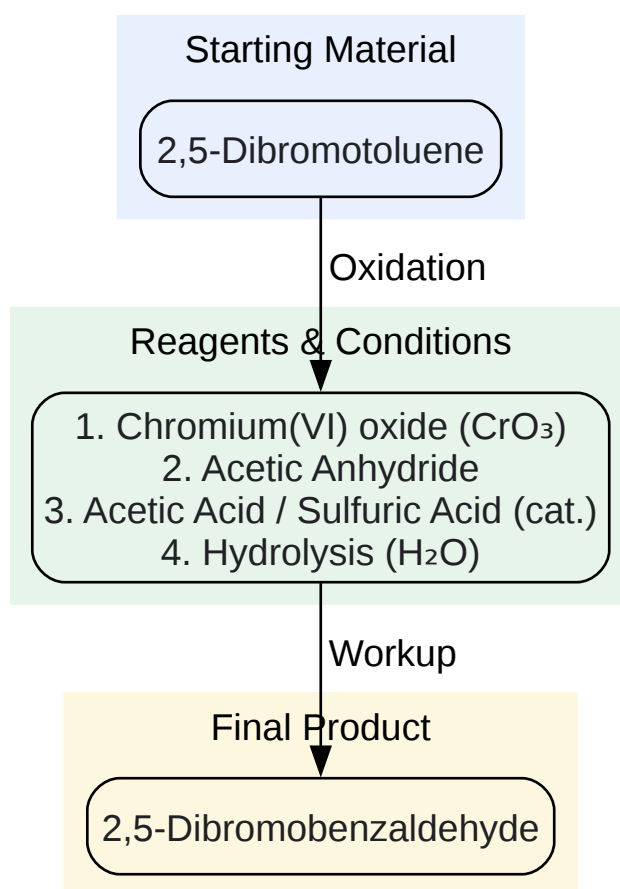 Starting Material
2,5-Dibromotoluene
Oxidation
Reagents & Conditions
1. Chromium(VI) oxide (CrO₃)
2. Acetic Anhydride
3. Acetic Acid / Sulfuric Acid (cat.)
4. Hydrolysis (H₂O)
Workup
Final Product
2,5-Dibromobenzaldehyde